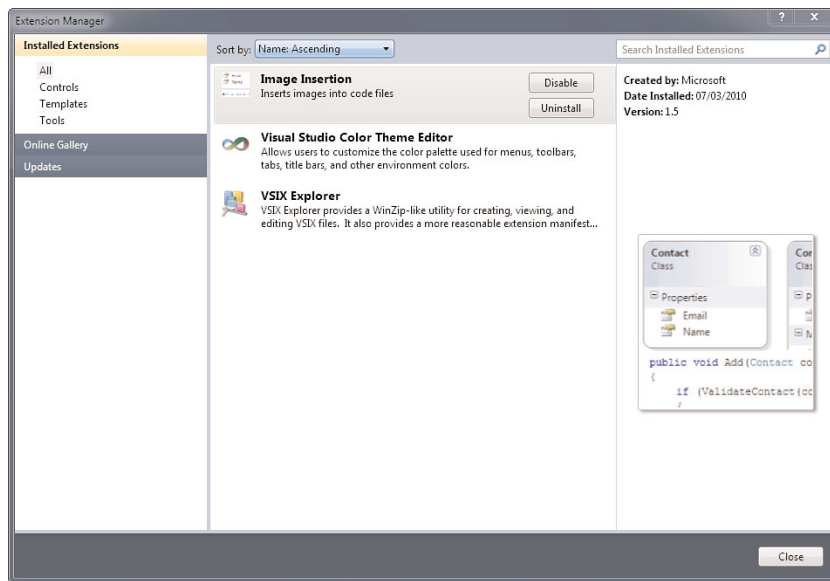 Extension Manager
Installed Extensions
All
Controls
Templates
Tools
Online Gallery
Updates
Sort by: Name: Ascending
Search Installed Extensions
Image Insertion
Inserts images into code files
Disable
Uninstall
Visual Studio Color Theme Editor
Allows users to customize the color palette used for menus, toolbars,
tabs, title bars, and other environment colors.
VSIX Explorer
VSIX Explorer provides a WinZip-like utility for creating, viewing, and
editing VSIX files. It also provides a more reasonable extension manifest...
Created by: Microsoft
Date Installed: 07/03/2010
Version: 1.5
Contact
Class
Properties
Email
Name
public void Add(Contact co
{
if (ValidateContact(co
Close